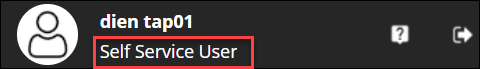 dien tap01
Self Service User